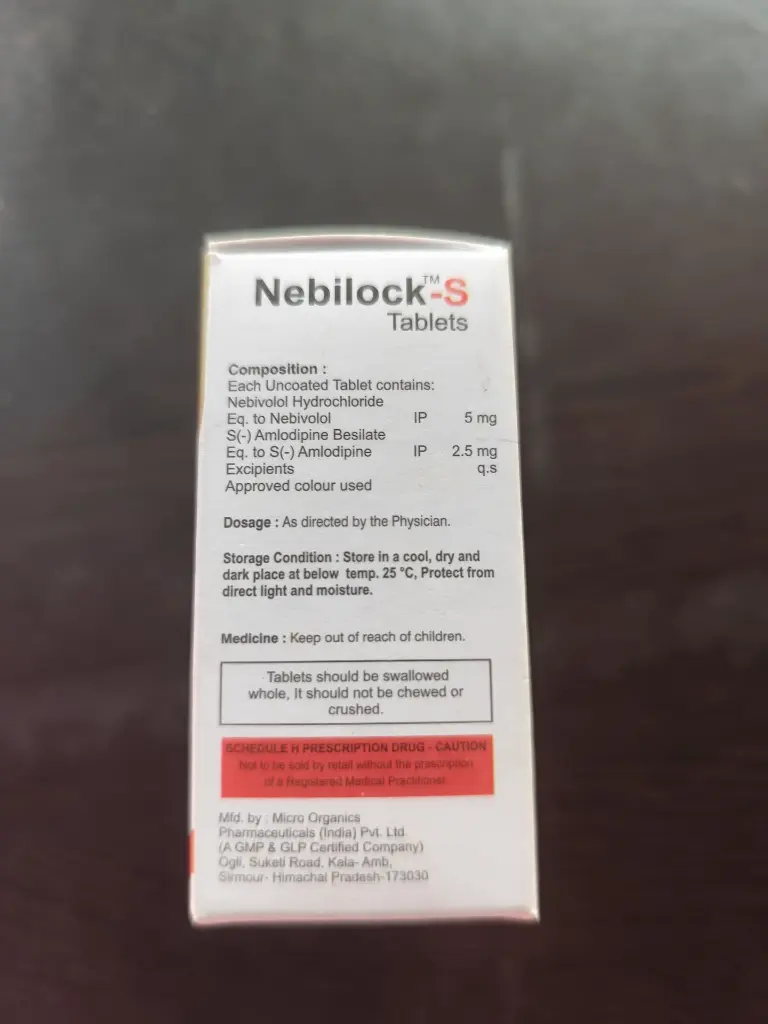 Nebilock™-S
Tablets
Composition :
Each Uncoated Tablet contains:
Nebivolol Hydrochloride
Eq. to Nebivolol IP 5 mg
S(-) Amlodipine Besilate
Eq. to S(-) Amlodipine IP 2.5 mg
Excipients q.s
Approved colour used
Dosage : As directed by the Physician.
Storage Condition : Store in a cool, dry and
dark place at below temp. 25 °C, Protect from
direct light and moisture.
Medicine : Keep out of reach of children.
Tablets should be swallowed
whole, It should not be chewed or
crushed.
SCHEDULE H PRESCRIPTION DRUG - CAUTION
Not to be sold by retail without the prescription
of a Registered Medical Practitioner.
Mfd. by : Micro Organics
Pharmaceuticals (India) Pvt. Ltd.
(A GMP & GLP Certified Company)
Ogli, Suketi Road, Kala- Amb,
Sirmour- Himachal Pradesh-173030